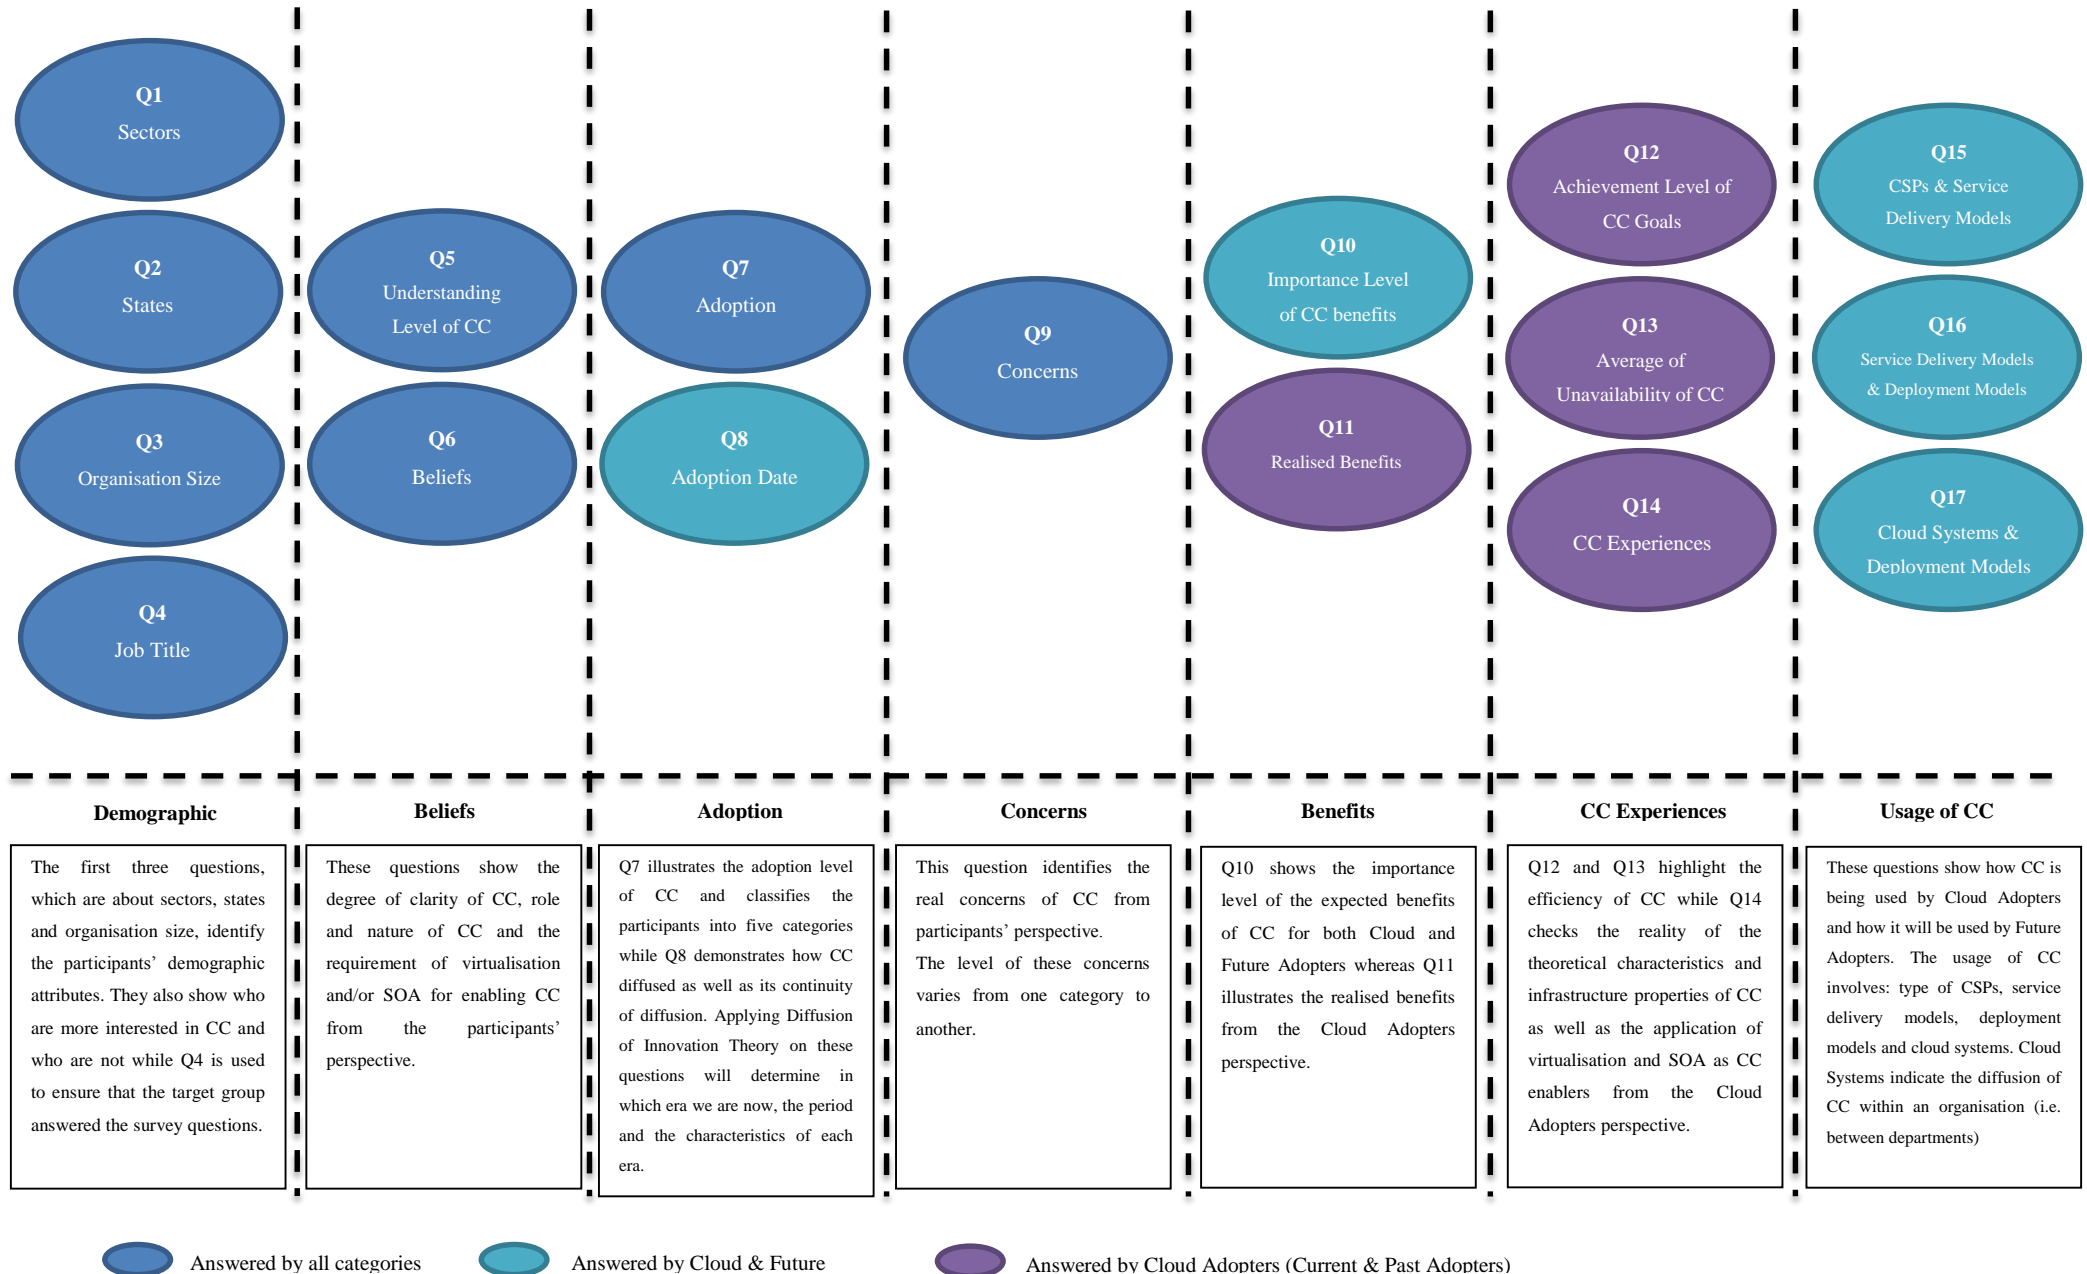 Q1
Sectors
Q2
States
Q3
Organisation Size
Q4
Job Title
Q5
Understanding
Level of CC
Q6
Beliefs
Q7
Adoption
Q8
Adoption Date
Q9
Concerns
Q10
Importance Level
of CC benefits
Q11
Realised Benefits
Q12
Achievement Level of
CC Goals
Q13
Average of
Unavailability of CC
Q14
CC Experiences
Q15
CSPs & Service
Delivery Models
Q16
Service Delivery Models
& Deployment Models
Q17
Cloud Systems &
Deployment Models
Demographic
The first three questions,
which are about sectors, states
and organisation size, identify
the participants’ demographic
attributes. They also show who
are more interested in CC and
who are not while Q4 is used
to ensure that the target group
answered the survey questions.
Beliefs
These questions show the
degree of clarity of CC, role
and nature of CC and the
requirement of virtualisation
and/or SOA for enabling CC
from the participants’
perspective.
Adoption
Q7 illustrates the adoption level
of CC and classifies the
participants into five categories
while Q8 demonstrates how CC
diffused as well as its continuity
of diffusion. Applying Diffusion
of Innovation Theory on these
questions will determine in
which era we are now, the period
and the characteristics of each
era.
Concerns
This question identifies the
real concerns of CC from
participants’ perspective.
The level of these concerns
varies from one category to
another.
Benefits
Q10 shows the importance
level of the expected benefits
of CC for both Cloud and
Future Adopters whereas Q11
illustrates the realised benefits
from the Cloud Adopters
perspective.
CC Experiences
Q12 and Q13 highlight the
efficiency of CC while Q14
checks the reality of the
theoretical characteristics and
infrastructure properties of CC
as well as the application of
virtualisation and SOA as CC
enablers from the Cloud
Adopters perspective.
Usage of CC
These questions show how CC is
being used by Cloud Adopters
and how it will be used by Future
Adopters. The usage of CC
involves: type of CSPs, service
delivery models, deployment
models and cloud systems. Cloud
Systems indicate the diffusion of
CC within an organisation (i.e.
between departments)
Answered by all categories
Answered by Cloud & Future
Answered by Cloud Adopters (Current & Past Adopters)